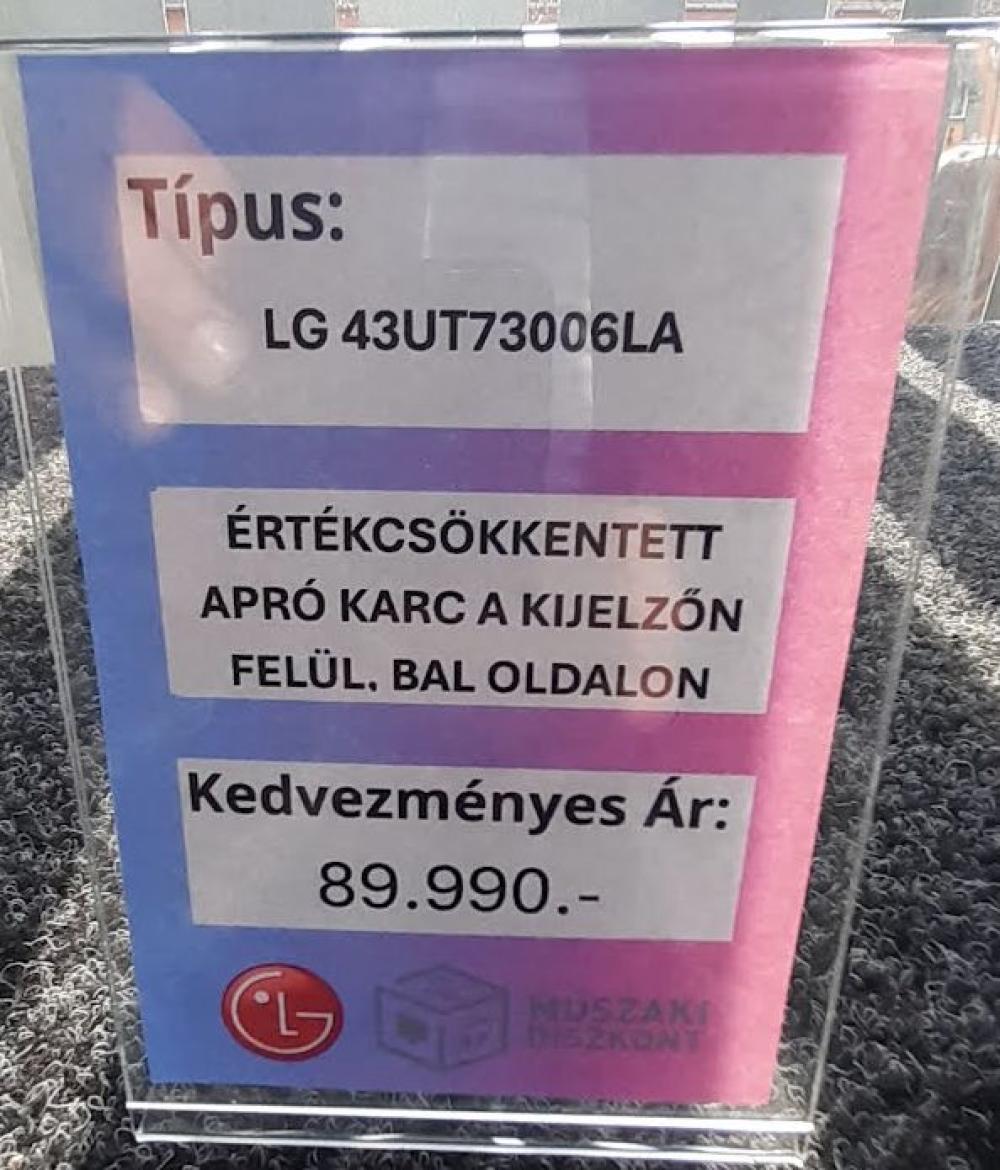 Típus:
LG 43UT73006LA
ÉRTÉKCSÖKKENTETT
APRÓ KARC A KIJELZŐN
FELÜL, BAL OLDALON
Kedvezményes Ár:
89.990.-
LG
MŰSZAKI
DISZKONT